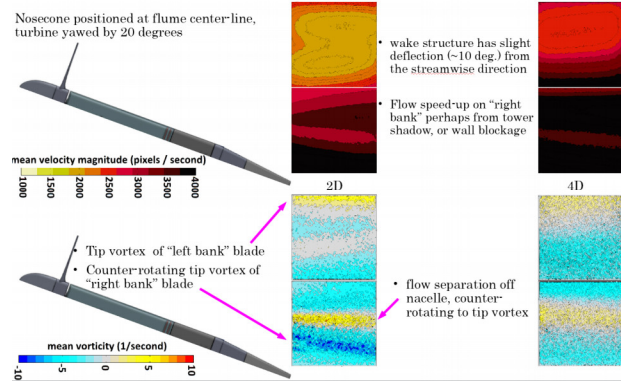 Nosecone positioned at flume center-line,
turbine yawed by 20 degrees
• wake structure has slight
deflection (~10 deg.) from
the streamwise direction
• Flow speed-up on “right
bank” perhaps from tower
shadow, or wall blockage
mean velocity magnitude (pixels / second)
1000 1500 2000 2500 3000 3500 4000
2D 4D
• Tip vortex of “left bank” blade
• Counter-rotating tip vortex of
“right bank” blade
• flow separation off
nacelle, counter-
rotating to tip vortex
mean vorticity (1/second)
-10 -5 0 5 10